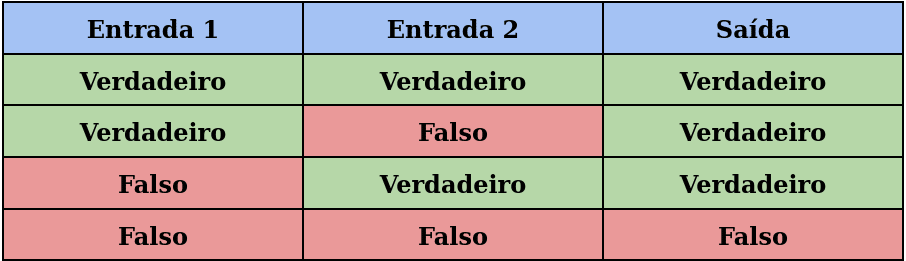 Entrada 1 Entrada 2 Saída
Verdadeiro Verdadeiro Verdadeiro
Verdadeiro Falso Verdadeiro
Falso Verdadeiro Verdadeiro
Falso Falso Falso